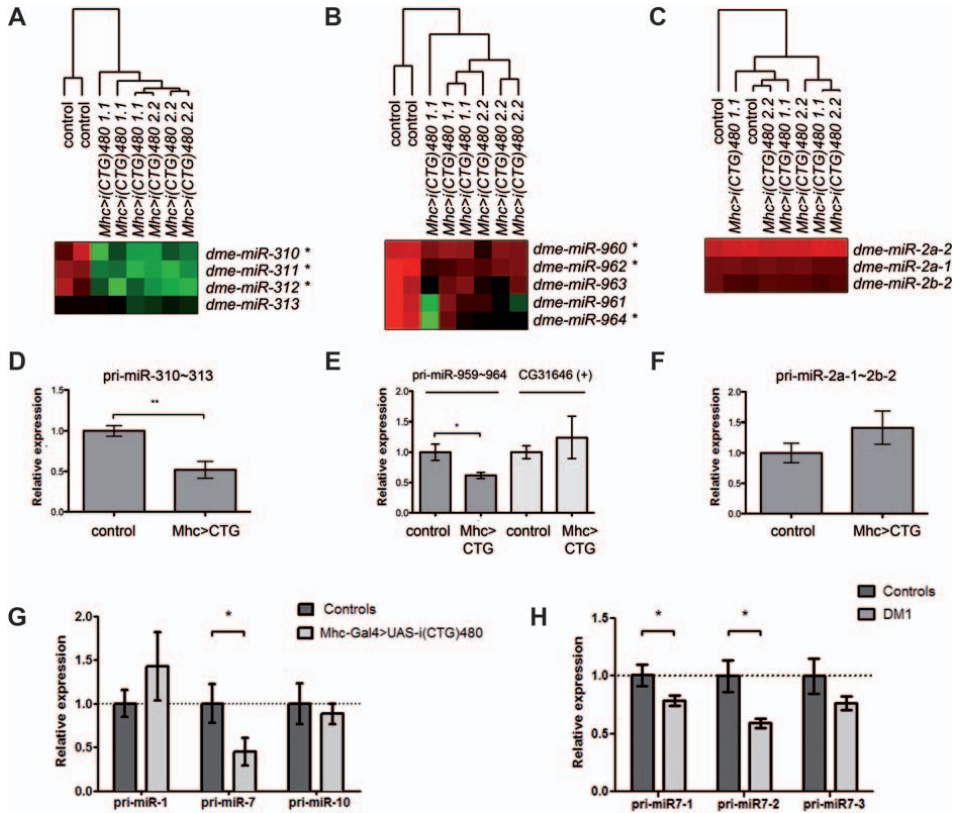 A
control
control
Mhc>i(CTG)480 1.1
Mhc>i(CTG)480 1.1
Mhc>i(CTG)480 1.1
Mhc>i(CTG)480 2.2
Mhc>i(CTG)480 2.2
Mhc>i(CTG)480 2.2
dme-miR-310 *
dme-miR-311 *
dme-miR-312 *
dme-miR-313
B
control
control
Mhc>i(CTG)480 1.1
Mhc>i(CTG)480 1.1
Mhc>i(CTG)480 1.1
Mhc>i(CTG)480 2.2
Mhc>i(CTG)480 2.2
Mhc>i(CTG)480 2.2
dme-miR-960 *
dme-miR-962 *
dme-miR-963
dme-miR-961
dme-miR-964 *
C
control
Mhc>i(CTG)480 1.1
control
Mhc>i(CTG)480 2.2
Mhc>i(CTG)480 1.1
Mhc>i(CTG)480 2.2
Mhc>i(CTG)480 1.1
Mhc>i(CTG)480 2.2
dme-miR-2a-2
dme-miR-2a-1
dme-miR-2b-2
D
pri-miR-310~313
Relative expression
1.5
1.0
0.5
0.0
**
control
Mhc>CTG
E
pri-miR-959~964
CG31646 (+)
Relative expression
2.0
1.5
1.0
0.5
0.0
*
control
Mhc>
CTG
control
Mhc>
CTG
F
pri-miR-2a-1~2b-2
Relative expression
2.0
1.5
1.0
0.5
0.0
control
Mhc>CTG
G
Controls
Mhc-Gal4>UAS-i(CTG)480
Relative expression
2.0
1.5
1.0
0.5
0.0
*
pri-miR-1
pri-miR-7
pri-miR-10
H
Controls
DM1
Relative expression
1.5
1.0
0.5
0.0
*
*
pri-miR7-1
pri-miR7-2
pri-miR7-3